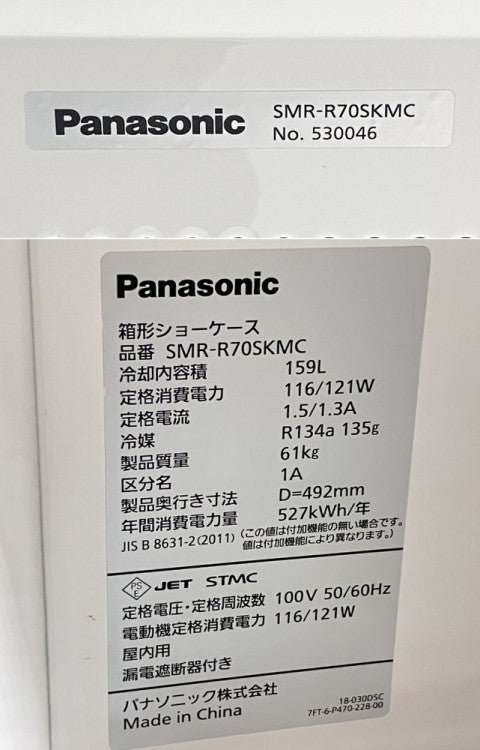 Panasonic SMR-R70SKMC
No. 530046
Panasonic
箱形ショーケース
品番 SMR-R70SKMC
冷却内容積 159L
定格消費電力 116/121W
定格電流 1.5/1.3A
冷媒 R134a 135g
製品質量 61kg
区分名 1A
製品奥行き寸法 D=492mm
年間消費電力量 527kWh/年
JIS B 8631-2(2011) (この値は付加機能の無い場合です。
値は付加機能により異なります。)
PS
E JET STMC
定格電圧・定格周波数 100V 50/60Hz
電動機定格消費電力 116/121W
屋内用
漏電遮断器付き
パナソニック株式会社
Made in China
18-030DSC
7FT-6-P470-228-00